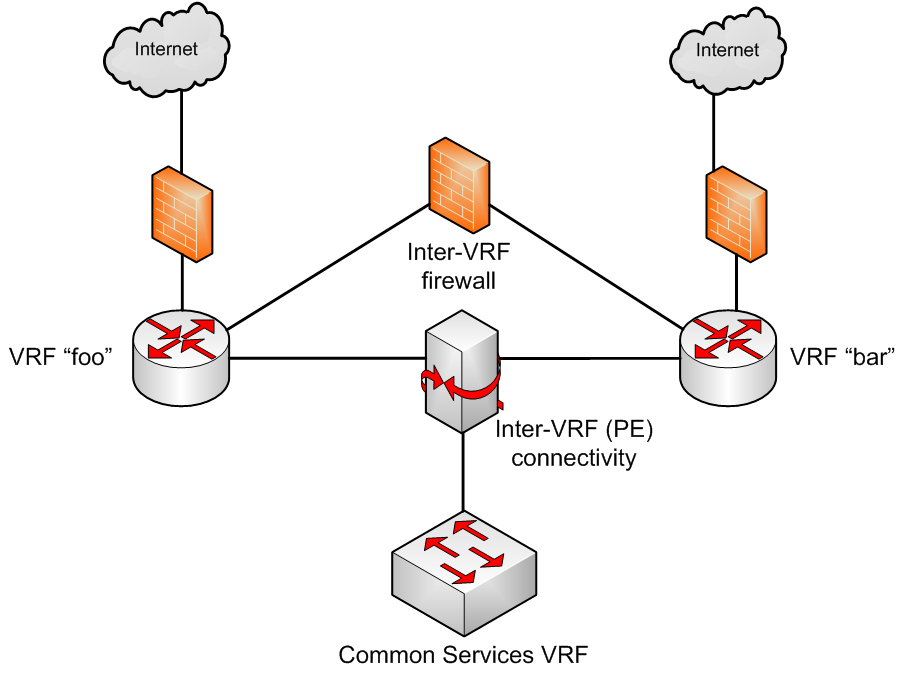 Internet
Internet
Inter-VRF
firewall
VRF “foo”
VRF “bar”
Inter-VRF (PE)
connectivity
Common Services VRF